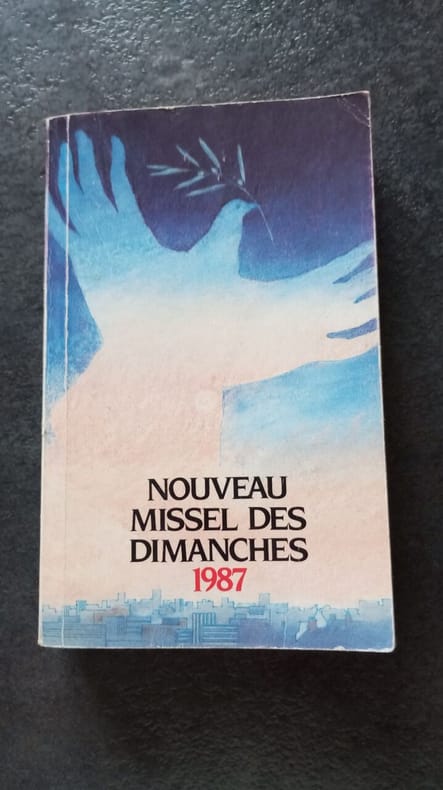 NOUVEAU
MISSEL DES
DIMANCHES
1987